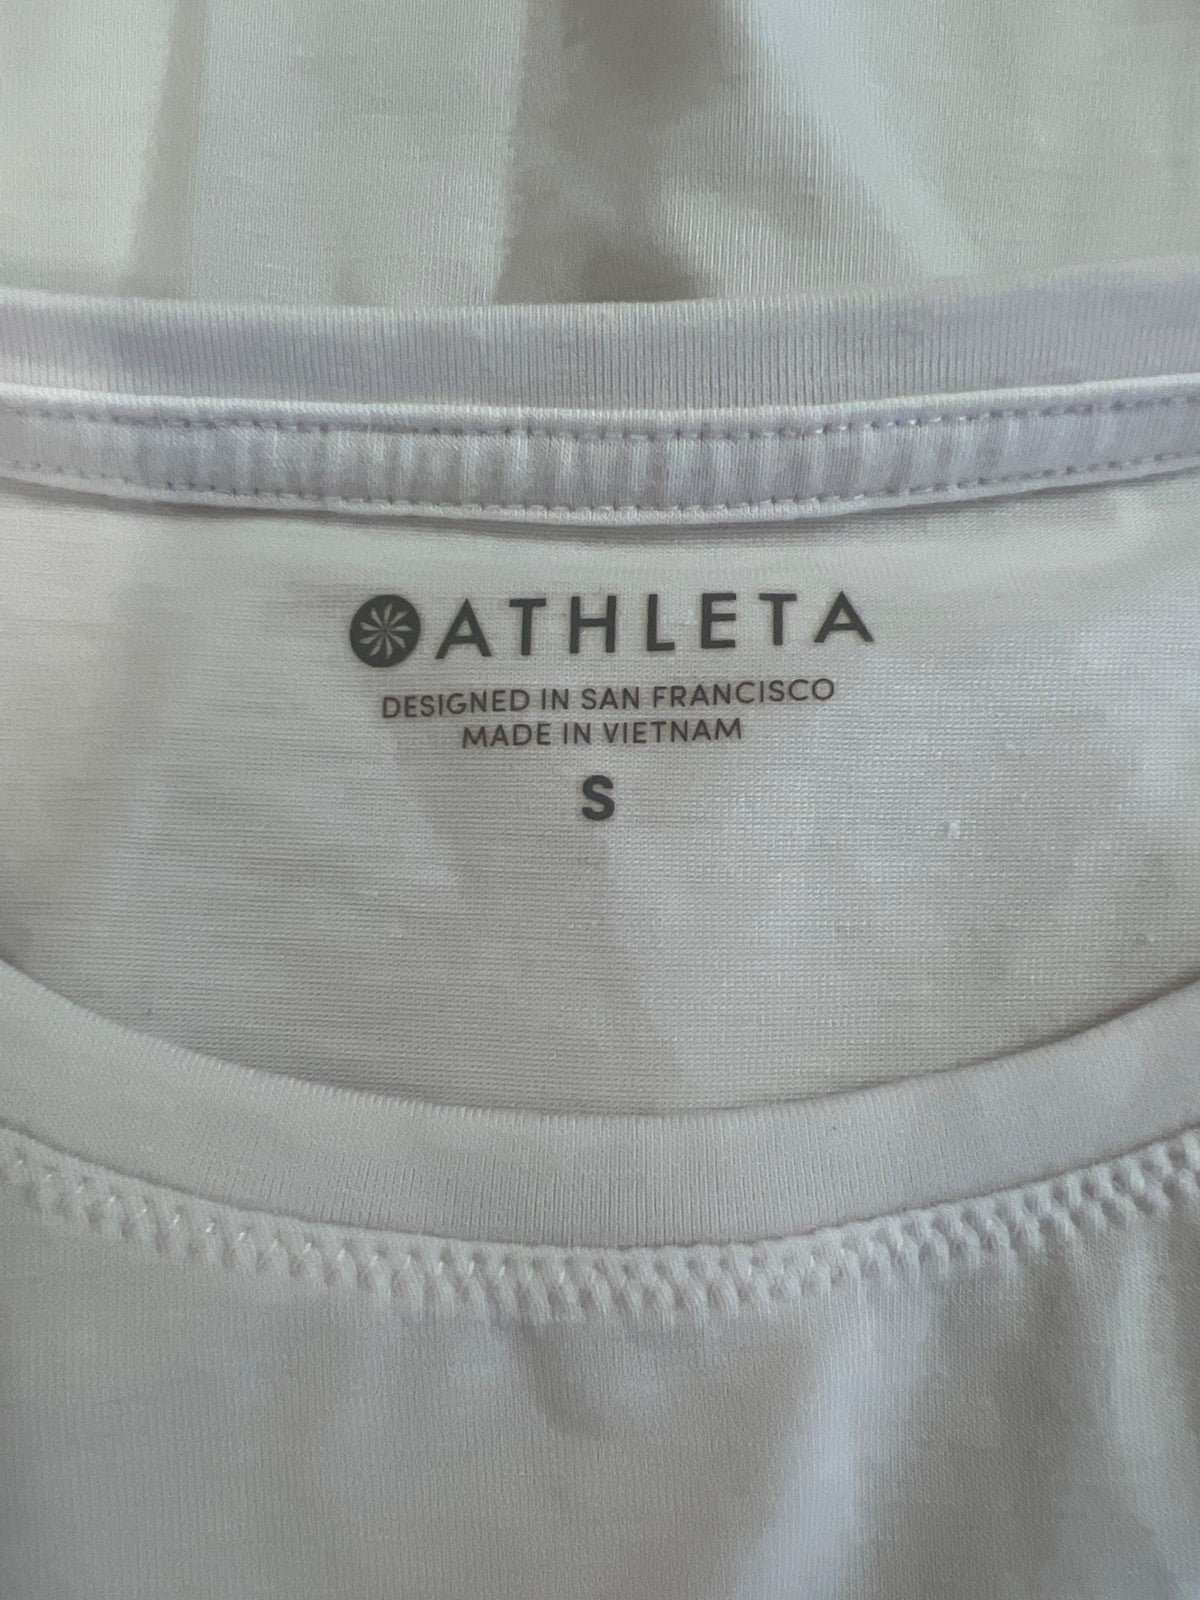 ATHLETA
DESIGNED IN SAN FRANCISCO
MADE IN VIETNAM
S